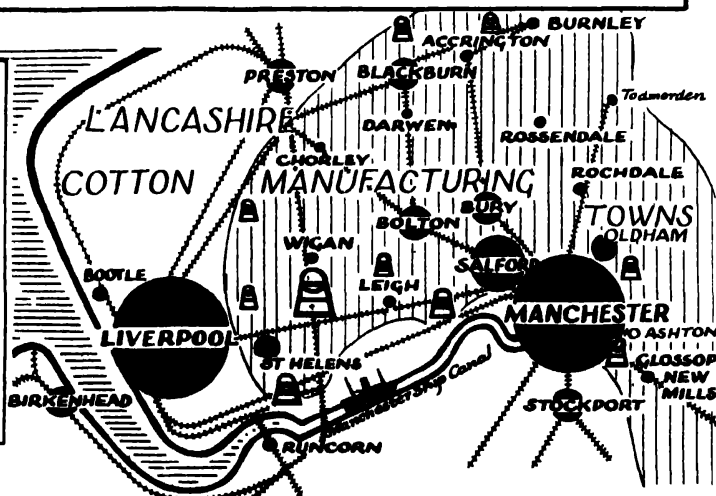 BURNLEY
ACCRINGTON
PRESTON
BLACKBURN
Todmorden
LANCASHIRE
DARWEN
ROSSENDALE
CHORLEY
ROCHDALE
COTTON MANUFACTURING
BURY
TOWNS
BOLTON
OLDHAM
WIGAN
SALFORD
BOOTLE
LEIGH
MANCHESTER
LIVERPOOL
ASHTON
ST HELENS
GLOSSOP
NEW
MILLS
Manchester Ship Canal
BIRKENHEAD
STOCKPORT
RUNCORN